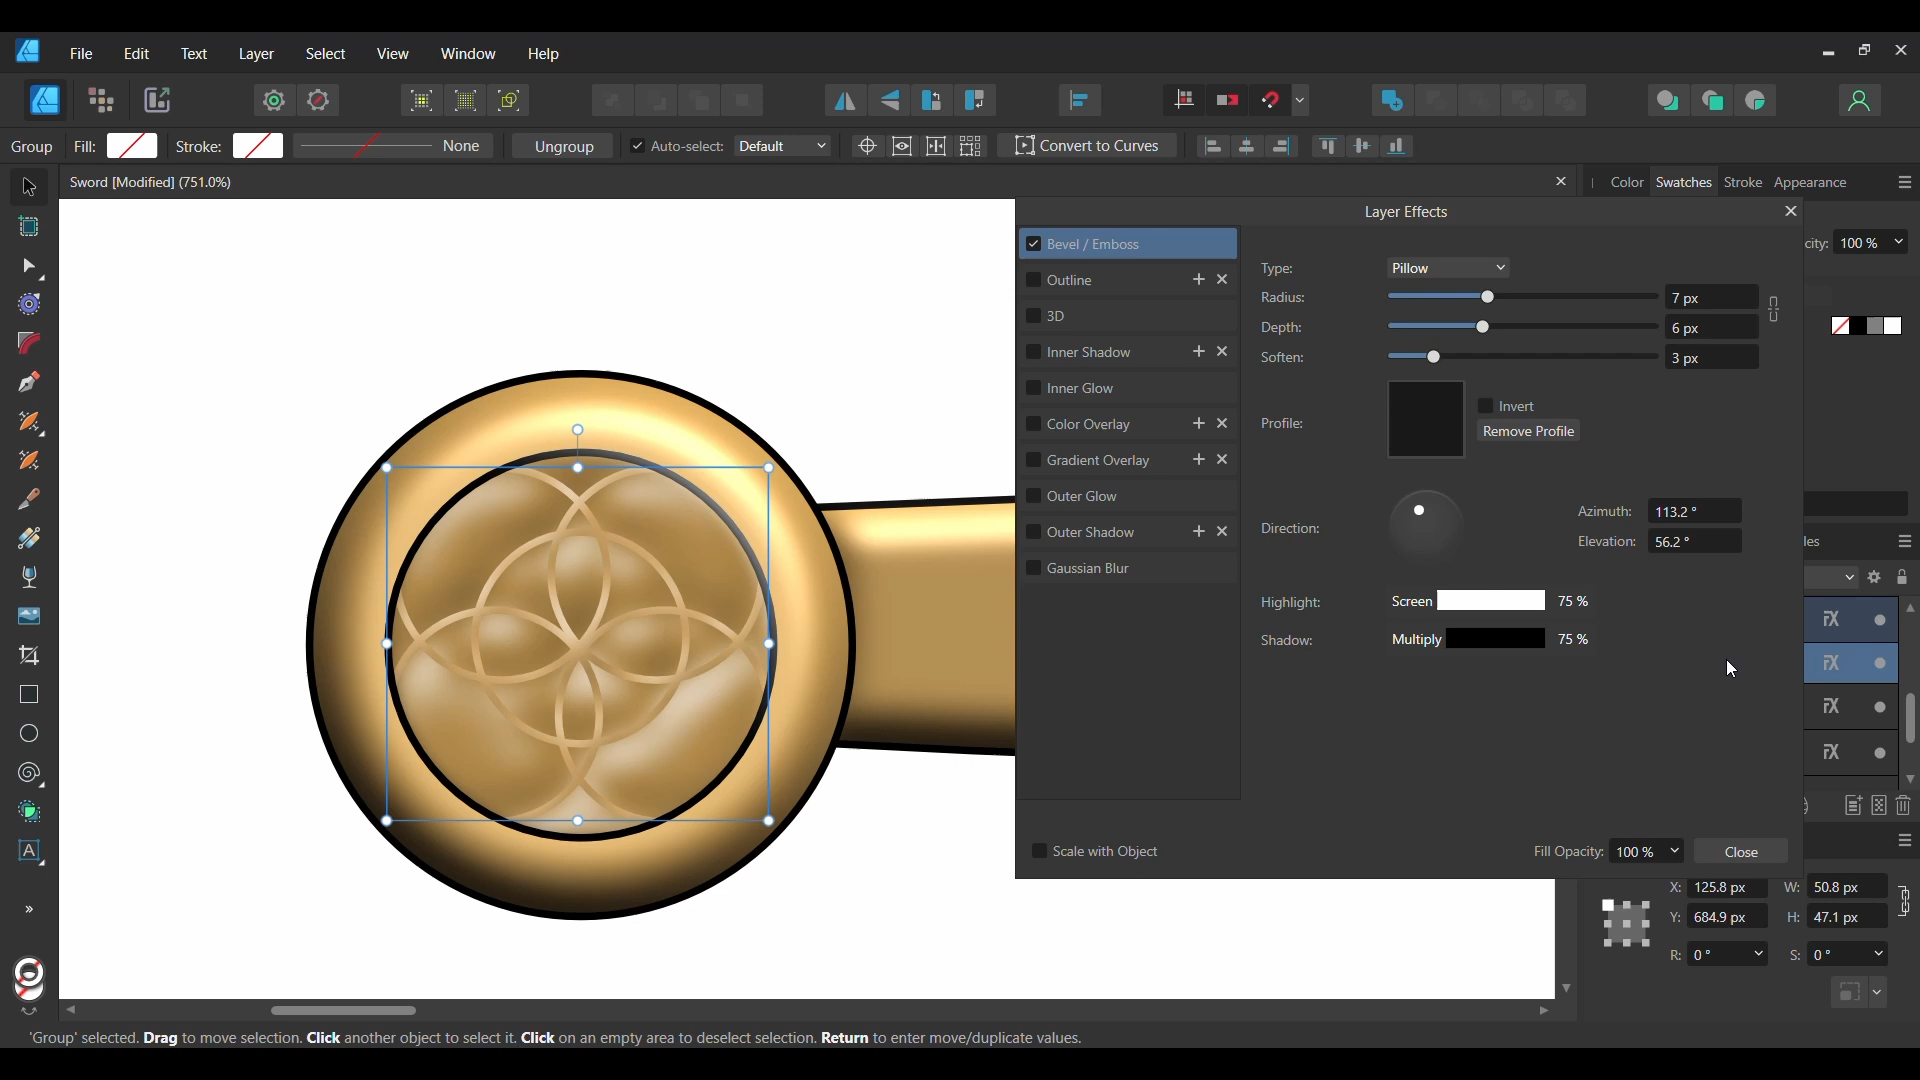 File Edit Text Layer Select View Window Help
Group Fill: Stroke: None Ungroup Auto-select: Default Convert to Curves
Sword [Modified] (751.0%)
Color Swatches Stroke Appearance
Layer Effects
city: 100 %
Bevel / Emboss
Outline
3D
Inner Shadow
Inner Glow
Color Overlay
Gradient Overlay
Outer Glow
Outer Shadow
Gaussian Blur
Type: Pillow
Radius: 7 px
Depth: 6 px
Soften: 3 px
Profile: Invert
Remove Profile
Direction: Azimuth: 113.2 °
Elevation: 56.2 °
Highlight: Screen 75 %
Shadow: Multiply 75 %
les
Scale with Object Fill Opacity: 100 % Close
X: 125.8 px W: 50.8 px
Y: 684.9 px H: 47.1 px
R: 0 ° S: 0 °
'Group' selected. Drag to move selection. Click another object to select it. Click on an empty area to deselect selection. Return to enter move/duplicate values.